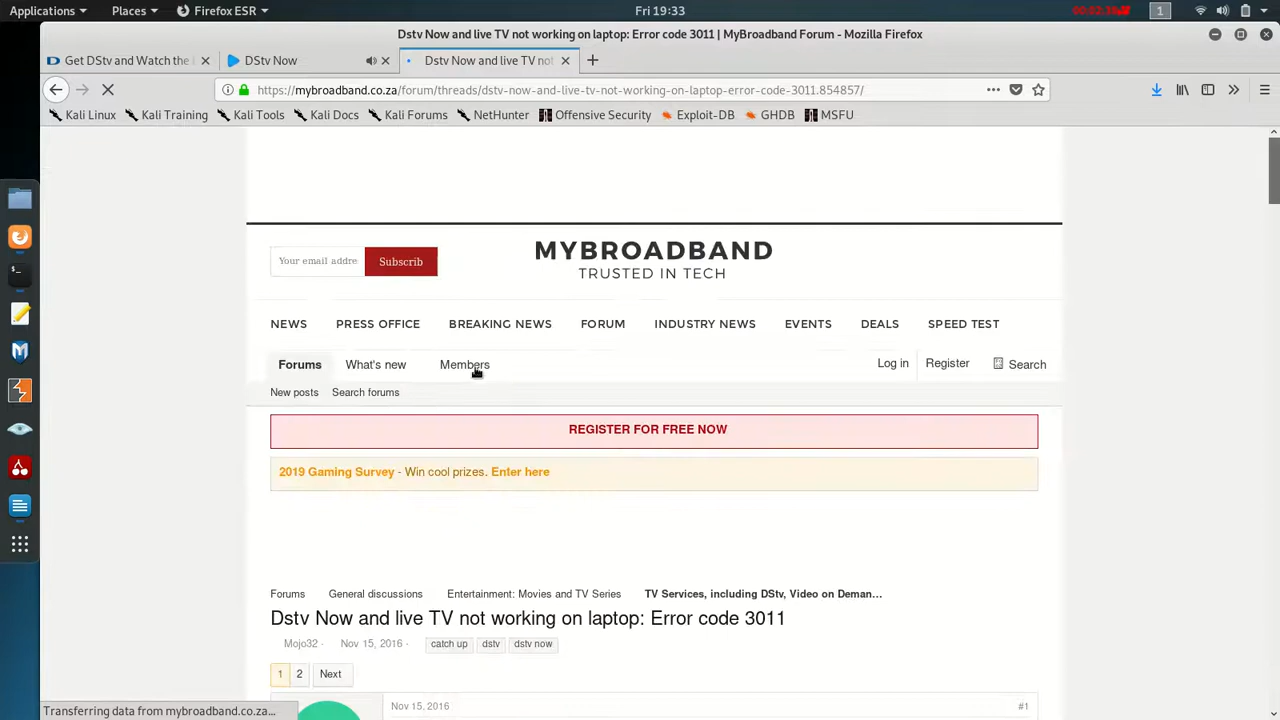 Applications Places Firefox ESR Fri 19:33 1
Dstv Now and live TV not working on laptop: Error code 3011 | MyBroadband Forum - Mozilla Firefox
Get DStv and Watch the DStv Now Dstv Now and live TV not
https://mybroadband.co.za/forum/threads/dstv-now-and-live-tv-not-working-on-laptop-error-code-3011.854857/
Kali Linux Kali Training Kali Tools Kali Docs Kali Forums NetHunter Offensive Security Exploit-DB GHDB MSFU
Your email addre Subscrib
MYBROADBAND
TRUSTED IN TECH
NEWS PRESS OFFICE BREAKING NEWS FORUM INDUSTRY NEWS EVENTS DEALS SPEED TEST
Forums What's new Members Log in Register Search
New posts Search forums
REGISTER FOR FREE NOW
2019 Gaming Survey - Win cool prizes. Enter here
Forums General discussions Entertainment: Movies and TV Series TV Services, including DStv, Video on Deman...
Dstv Now and live TV not working on laptop: Error code 3011
Mojo32 · Nov 15, 2016 · catch up dstv dstv now
1 2 Next
Nov 15, 2016 #1
Transferring data from mybroadband.co.za...